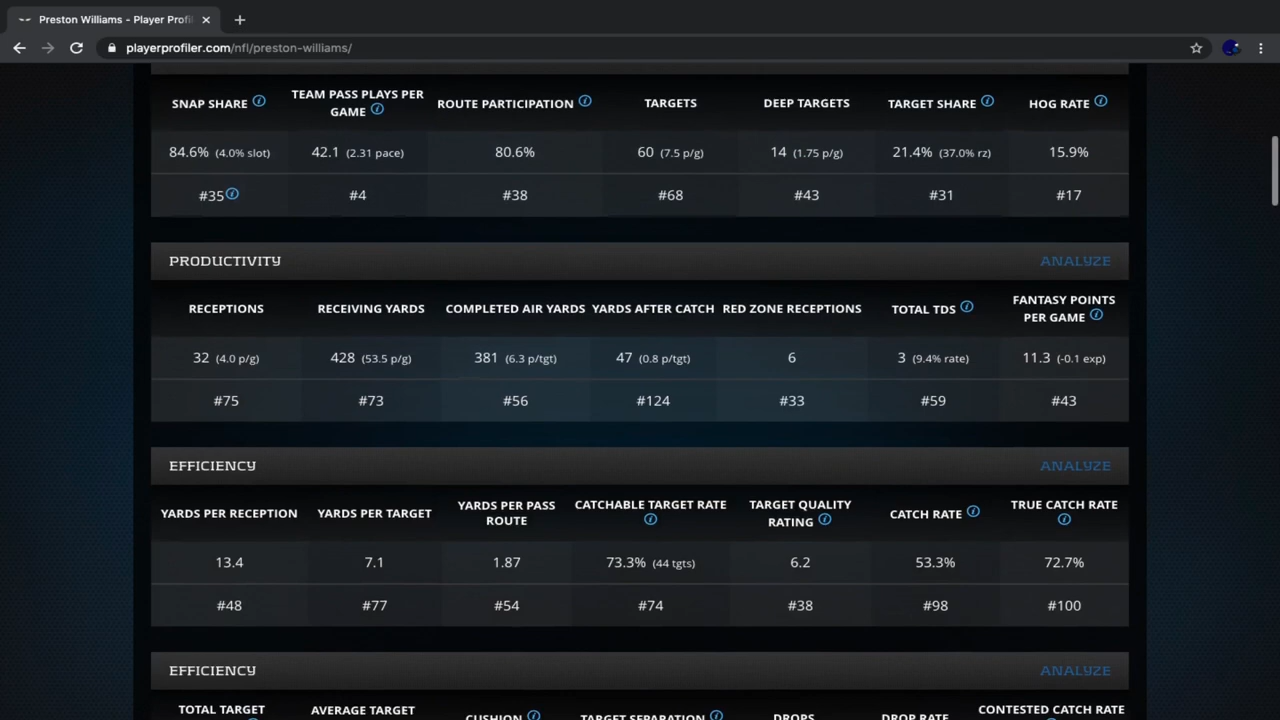 Preston Williams - Player Profil
playerprofiler.com/nfl/preston-williams/
SNAP SHARE TEAM PASS PLAYS PER GAME ROUTE PARTICIPATION TARGETS DEEP TARGETS TARGET SHARE HOG RATE
84.6% (4.0% slot) 42.1 (2.31 pace) 80.6% 60 (7.5 p/g) 14 (1.75 p/g) 21.4% (37.0% rz) 15.9%
#35 #4 #38 #68 #43 #31 #17
PRODUCTIVITY ANALYZE
RECEPTIONS RECEIVING YARDS COMPLETED AIR YARDS YARDS AFTER CATCH RED ZONE RECEPTIONS TOTAL TDS FANTASY POINTS PER GAME
32 (4.0 p/g) 428 (53.5 p/g) 381 (6.3 p/tgt) 47 (0.8 p/tgt) 6 3 (9.4% rate) 11.3 (-0.1 exp)
#75 #73 #56 #124 #33 #59 #43
EFFICIENCY ANALYZE
YARDS PER RECEPTION YARDS PER TARGET YARDS PER PASS ROUTE CATCHABLE TARGET RATE TARGET QUALITY RATING CATCH RATE TRUE CATCH RATE
13.4 7.1 1.87 73.3% (44 tgts) 6.2 53.3% 72.7%
#48 #77 #54 #74 #38 #98 #100
EFFICIENCY ANALYZE
TOTAL TARGET AVERAGE TARGET CUSHION TARGET SEPARATION DROPS DROP RATE CONTESTED CATCH RATE